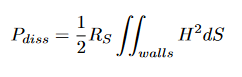 P_{diss} = \frac{1}{2} R_S \iint_{walls} H^2 dS